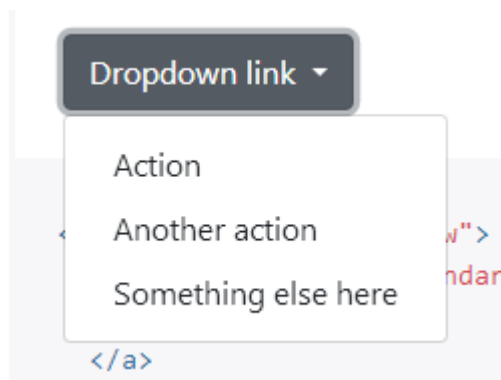 Dropdown link
Action
Another action
w">
Something else here
</a>